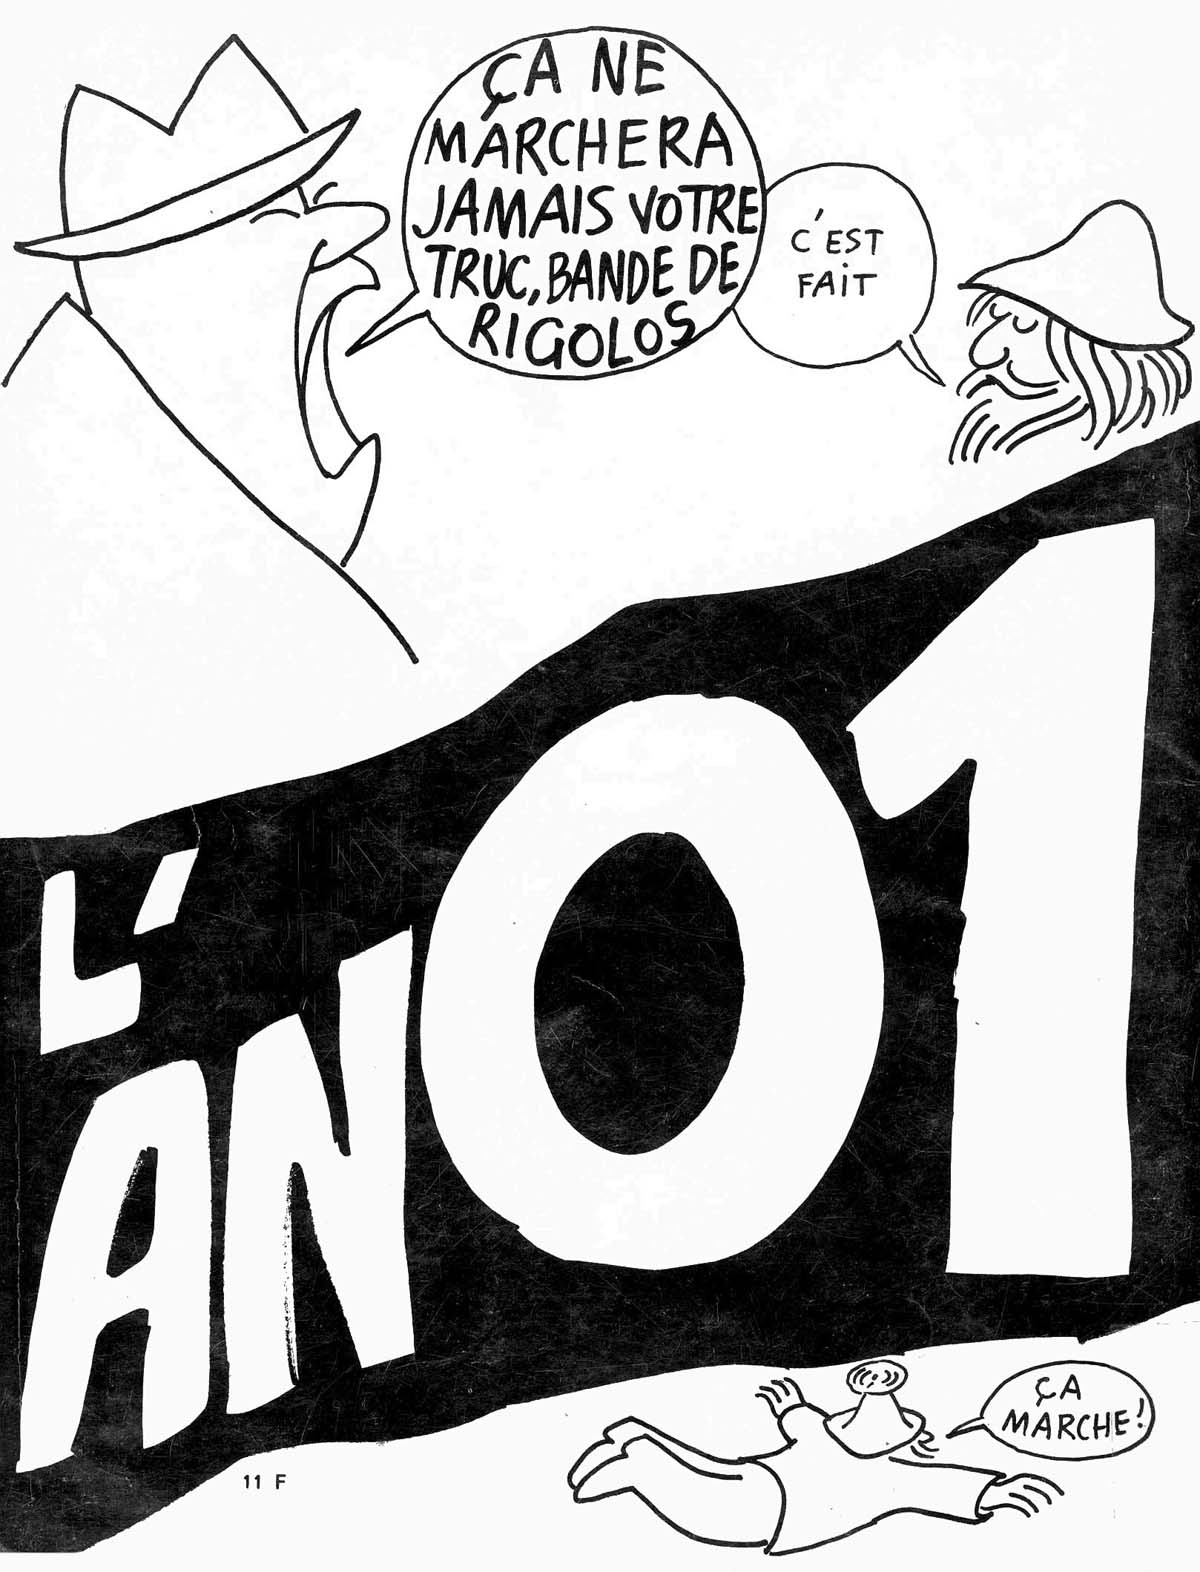 ÇA NE
MARCHERA
JAMAIS VOTRE
TRUC, BANDE DE
RIGOLOS
C'EST
FAIT
L'
AN 01
ÇA
MARCHE!
11 F